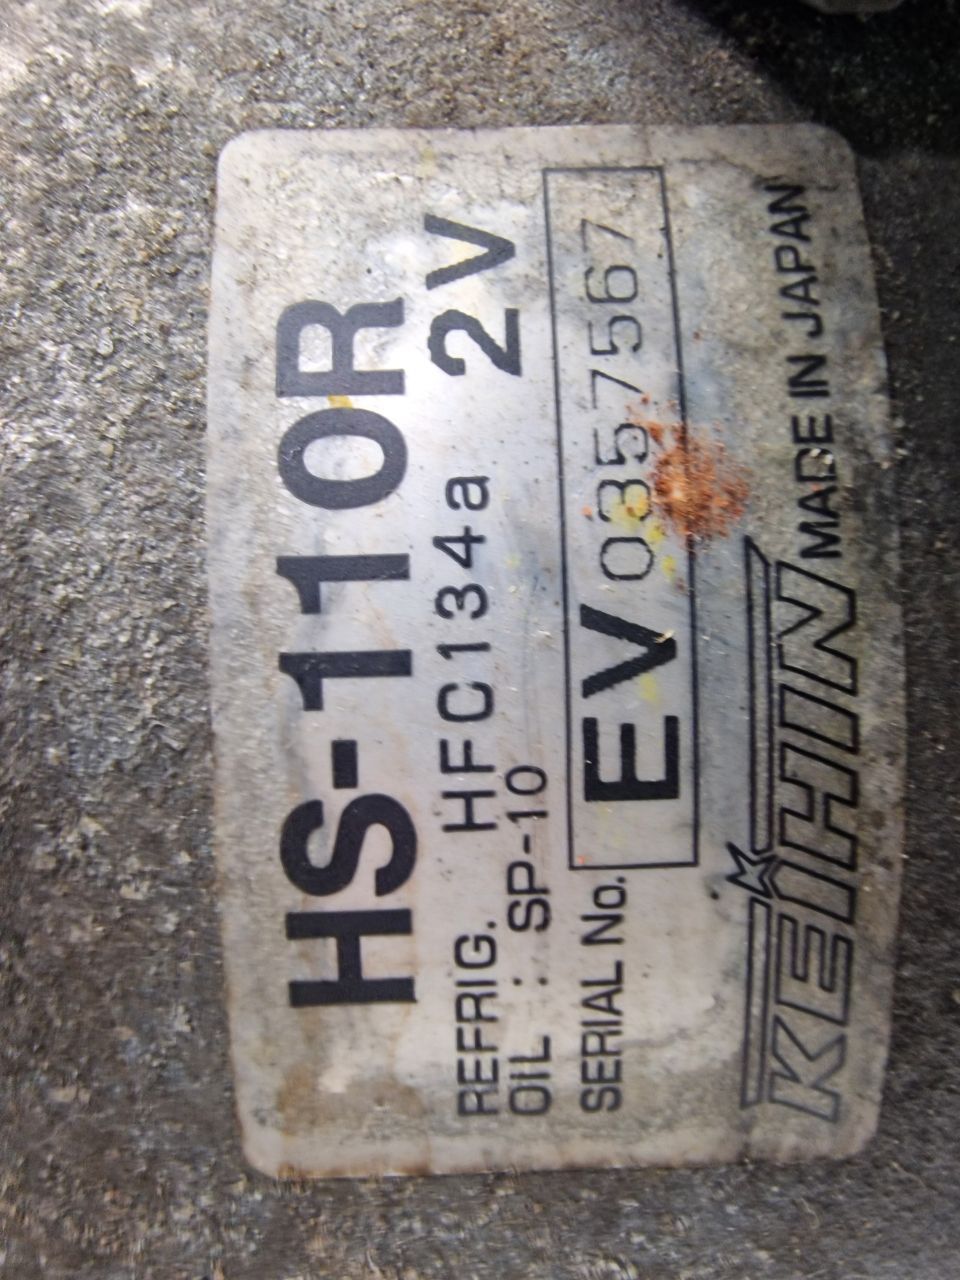 HS-110R
REFRIG. HFC134a 2V
OIL : SP-10
SERIAL No. EV 0357567
KEIHIN MADE IN JAPAN